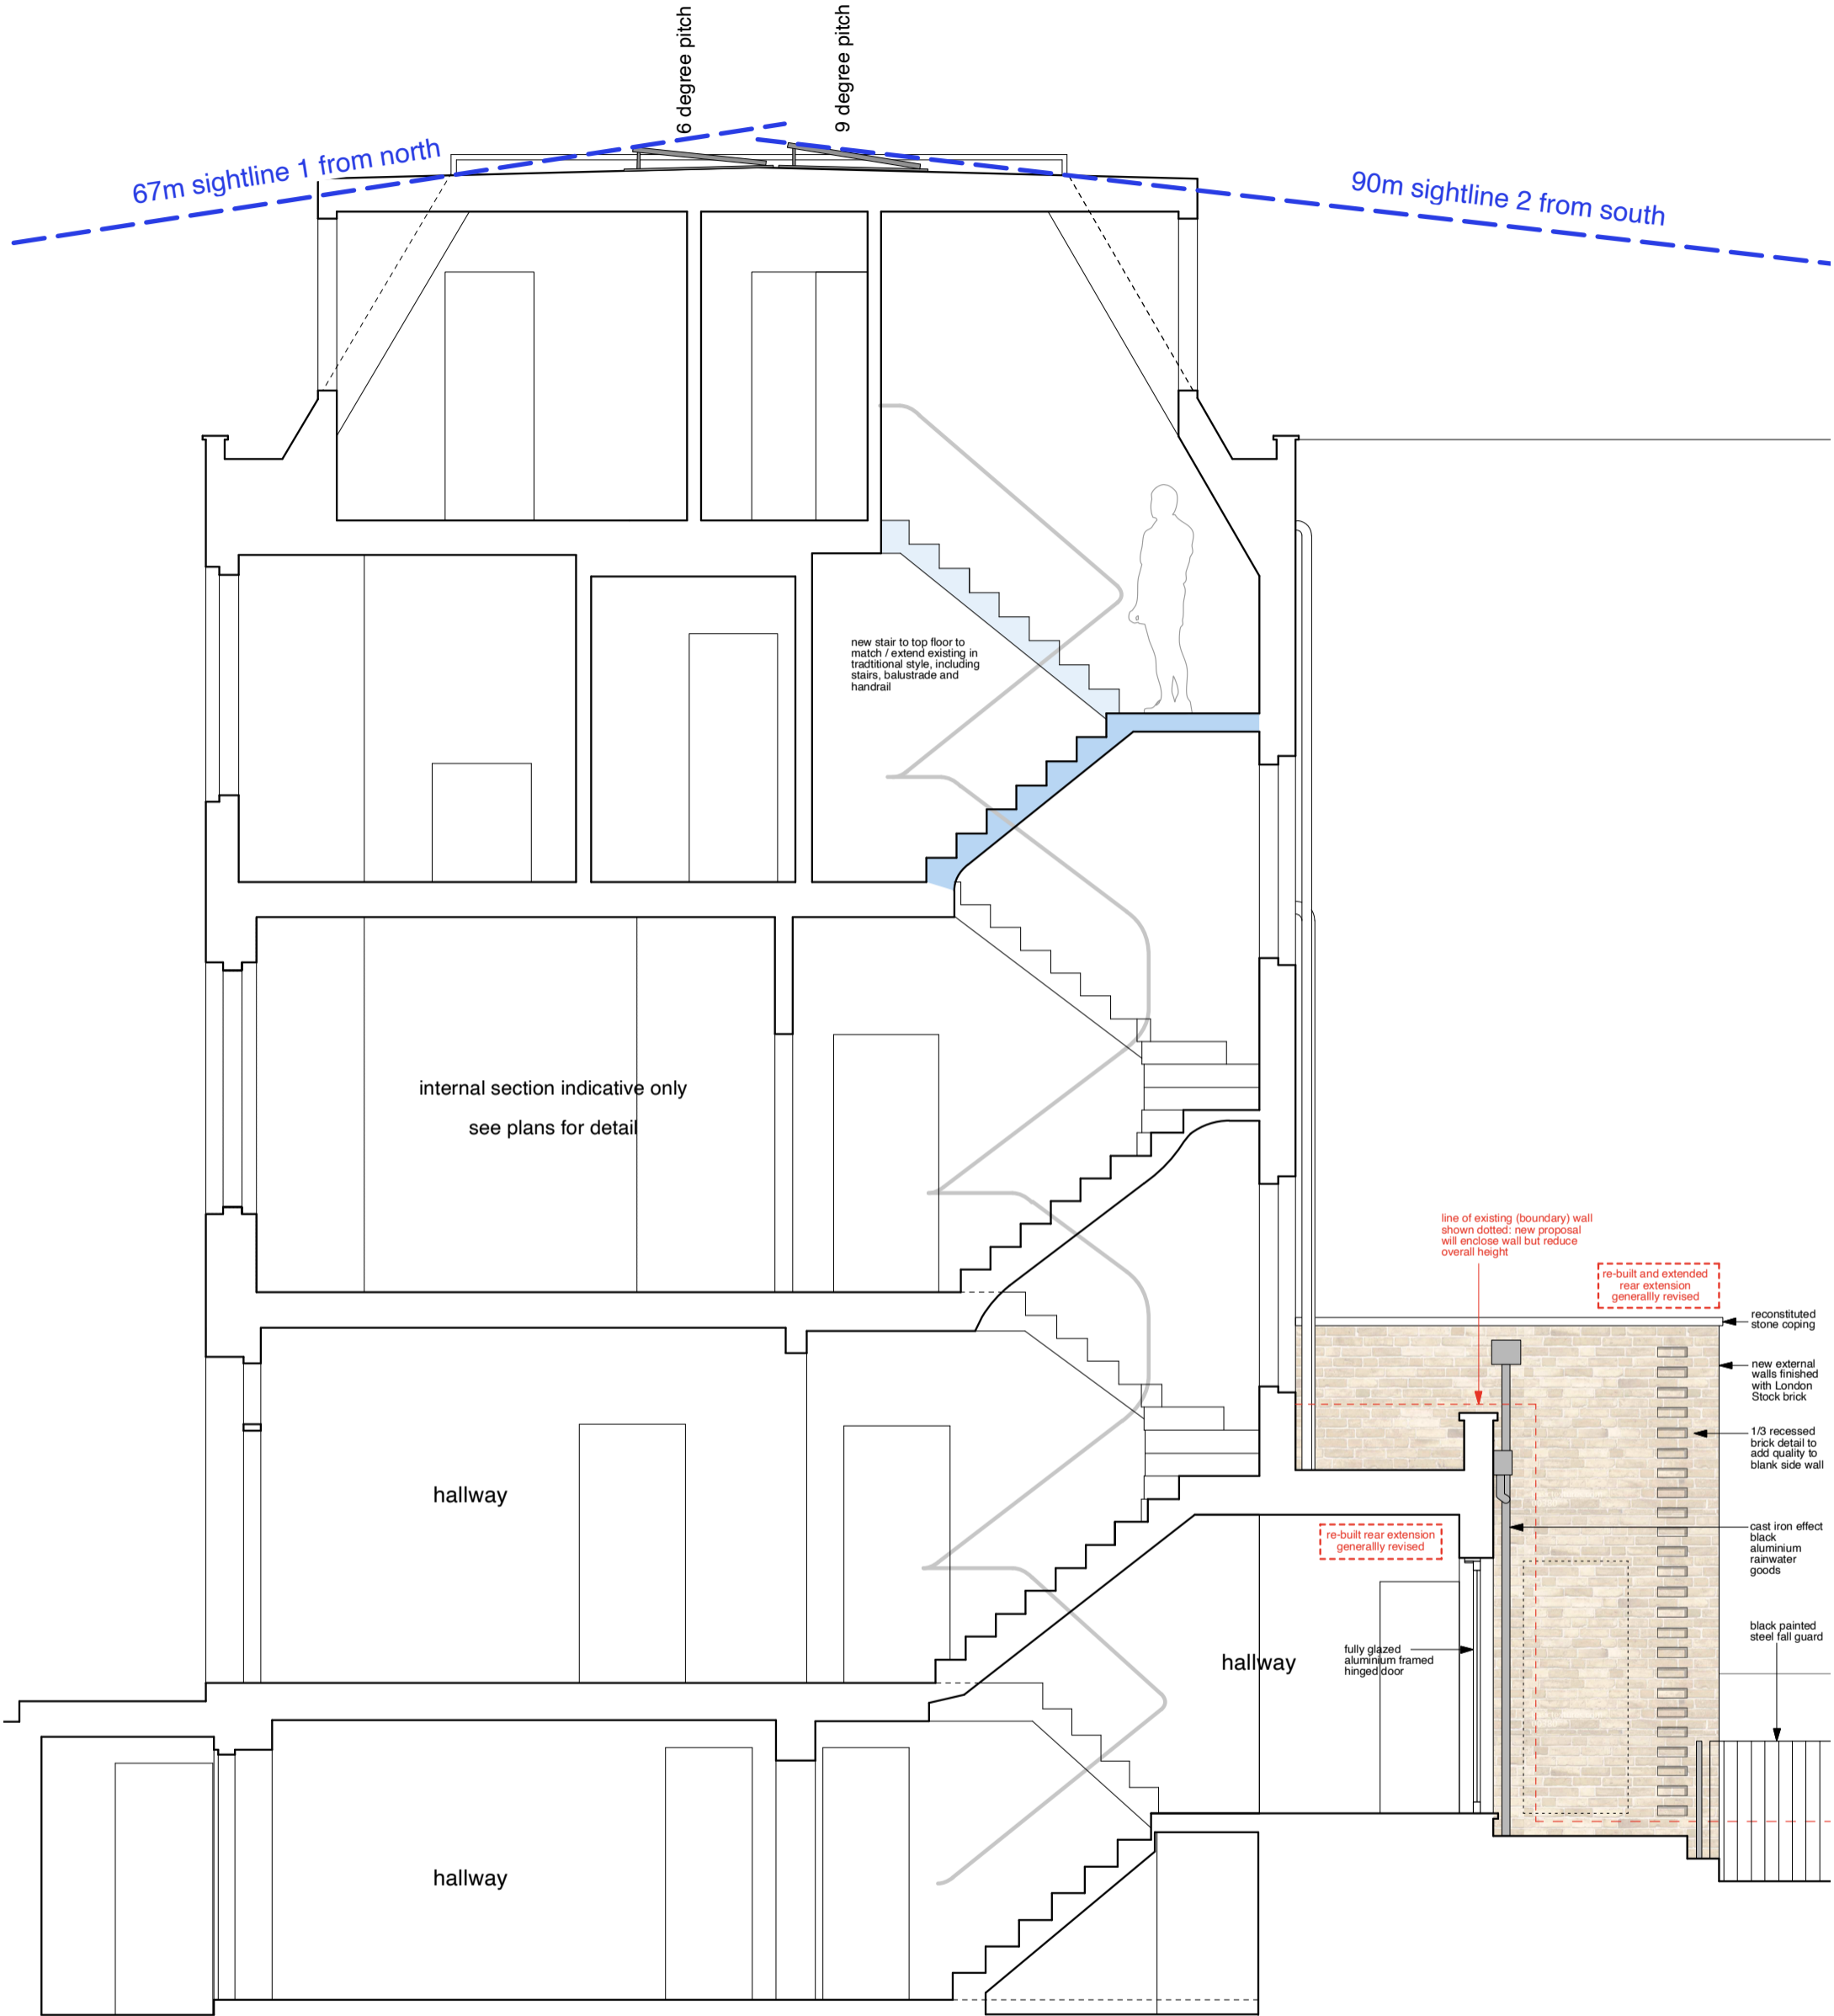 6 degree pitch
9 degree pitch
67m sightline 1 from north
90m sightline 2 from south
new stair to top floor to
match / extend existing in
tradtitional style, including
stairs, balustrade and
handrail
internal section indicative only
see plans for detail
line of existing (boundary) wall
shown dotted: new proposal
will enclose wall but reduce
overall height
re-built and extended
rear extension
generallly revised
reconstituted
stone coping
new external
walls finished
with London
Stock brick
1/3 recessed
brick detail to
add quality to
blank side wall
hallway
re-built rear extension
generallly revised
cast iron effect
black
aluminium
rainwater
goods
hallway
fully glazed
aluminium framed
hinged door
black painted
steel fall guard
hallway